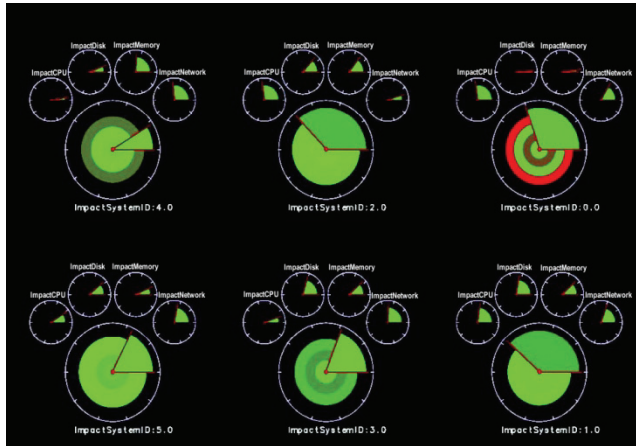 ImpactDisk ImpactMemory ImpactDisk ImpactMemory ImpactDisk ImpactMemory
ImpactCPU ImpactNetwork ImpactCPU ImpactNetwork ImpactCPU ImpactNetwork
ImpactSystemID:4.0 ImpactSystemID:2.0 ImpactSystemID:0.0
ImpactDisk ImpactMemory ImpactDisk ImpactMemory ImpactDisk ImpactMemory
ImpactCPU ImpactNetwork ImpactCPU ImpactNetwork ImpactCPU ImpactNetwork
ImpactSystemID:5.0 ImpactSystemID:3.0 ImpactSystemID:1.0